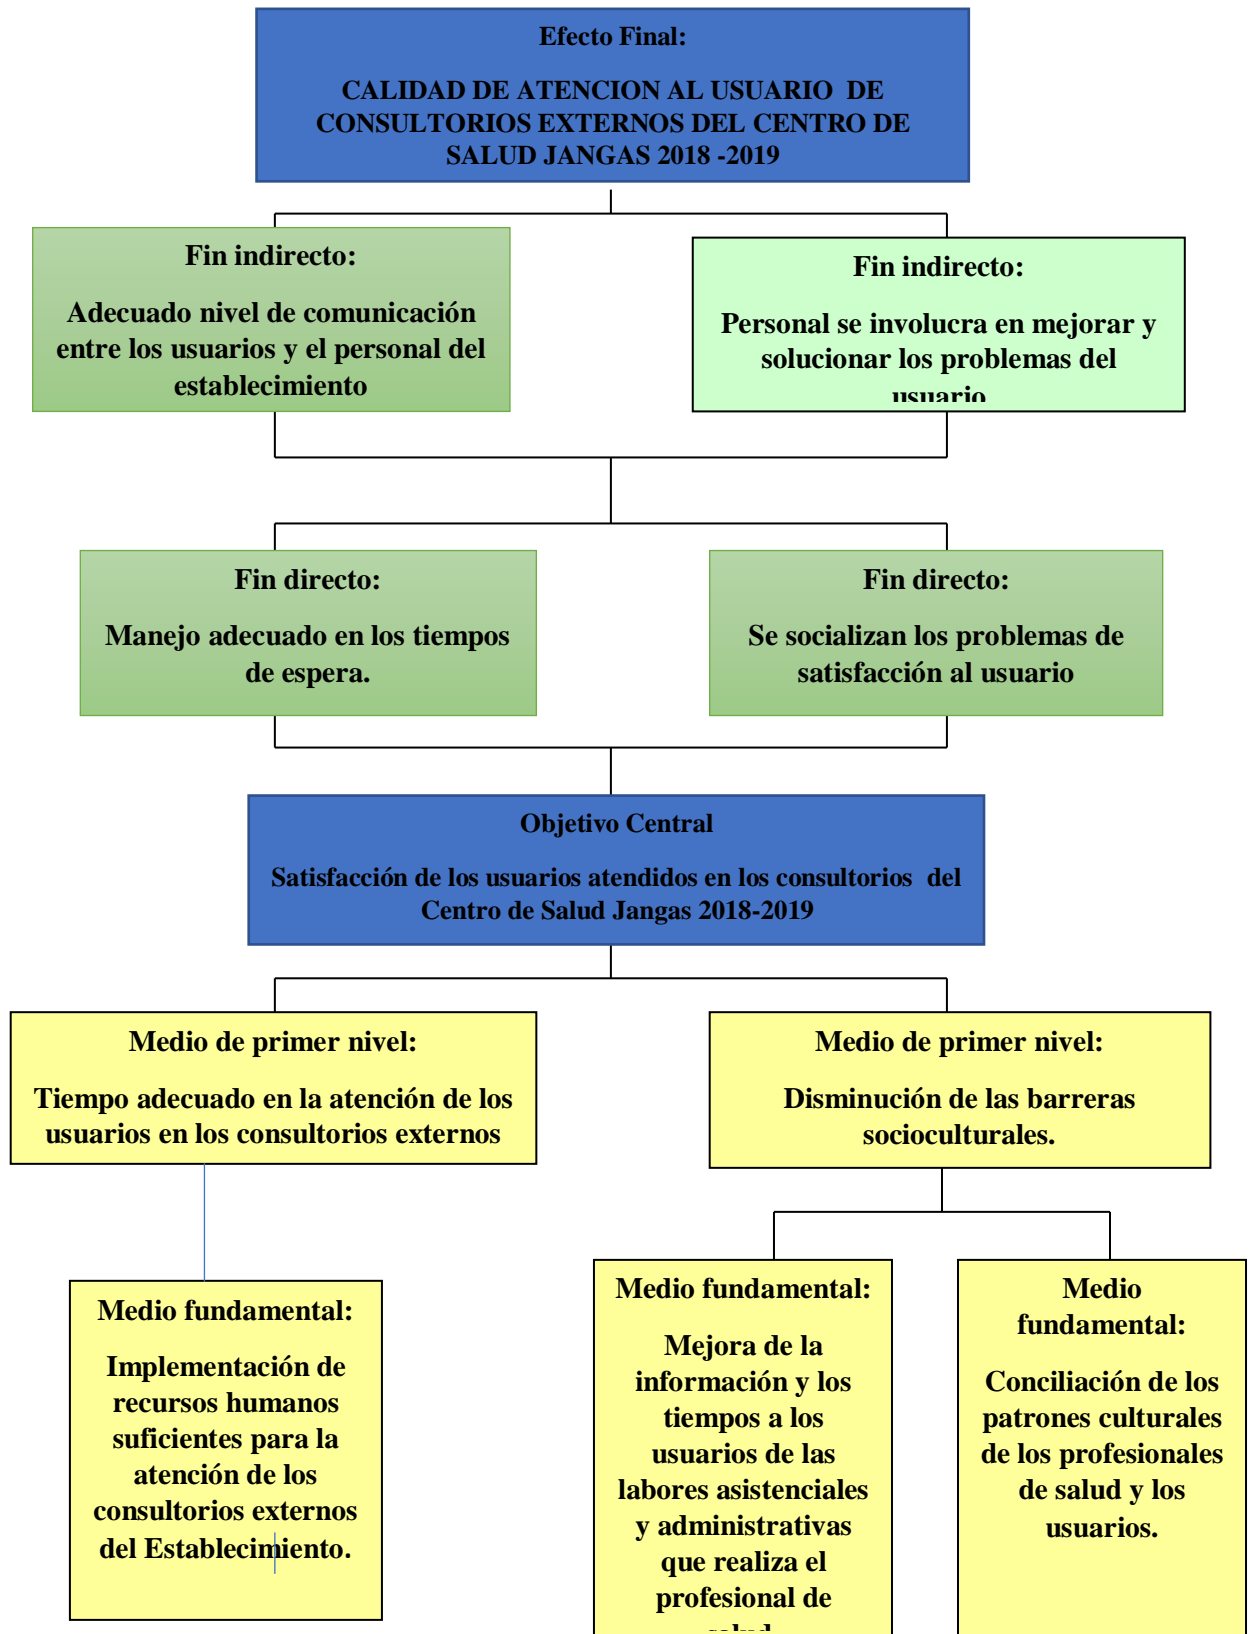 Efecto Final:
CALIDAD DE ATENCION AL USUARIO DE
CONSULTORIOS EXTERNOS DEL CENTRO DE
SALUD JANGAS 2018 -2019
Fin indirecto:
Adecuado nivel de comunicación
entre los usuarios y el personal del
establecimiento
Fin indirecto:
Personal se involucra en mejorar y
solucionar los problemas del
usuario
Fin directo:
Manejo adecuado en los tiempos
de espera.
Fin directo:
Se socializan los problemas de
satisfacción al usuario
Objetivo Central
Satisfacción de los usuarios atendidos en los consultorios del
Centro de Salud Jangas 2018-2019
Medio de primer nivel:
Tiempo adecuado en la atención de los
usuarios en los consultorios externos
Medio de primer nivel:
Disminución de las barreras
socioculturales.
Medio fundamental:
Implementación de
recursos humanos
suficientes para la
atención de los
consultorios externos
del Establecimiento.
Medio fundamental:
Mejora de la
información y los
tiempos a los
usuarios de las
labores asistenciales
y administrativas
que realiza el
profesional de
salud
Medio
fundamental:
Conciliación de los
patrones culturales
de los profesionales
de salud y los
usuarios.